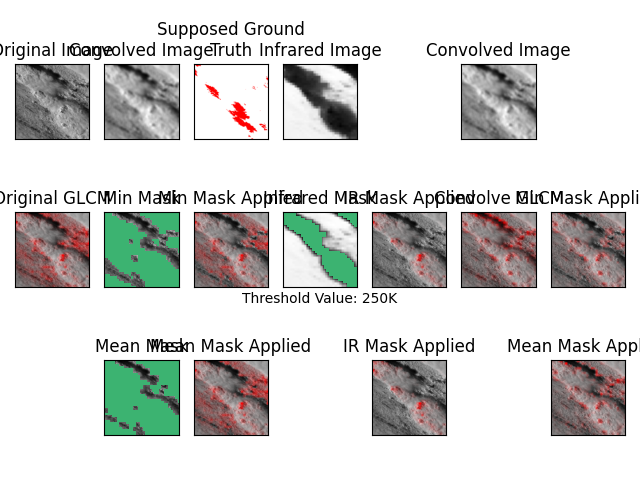 Supposed Ground
Original Image Convolved Image Truth Infrared Image Convolved Image
Original GLCM Min Mask Min Mask Applied Infrared Mask IR Mask Applied Convolve GLCM Min Mask Appli
Threshold Value: 250K
Mean Mask Mean Mask Applied IR Mask Applied Mean Mask Appl